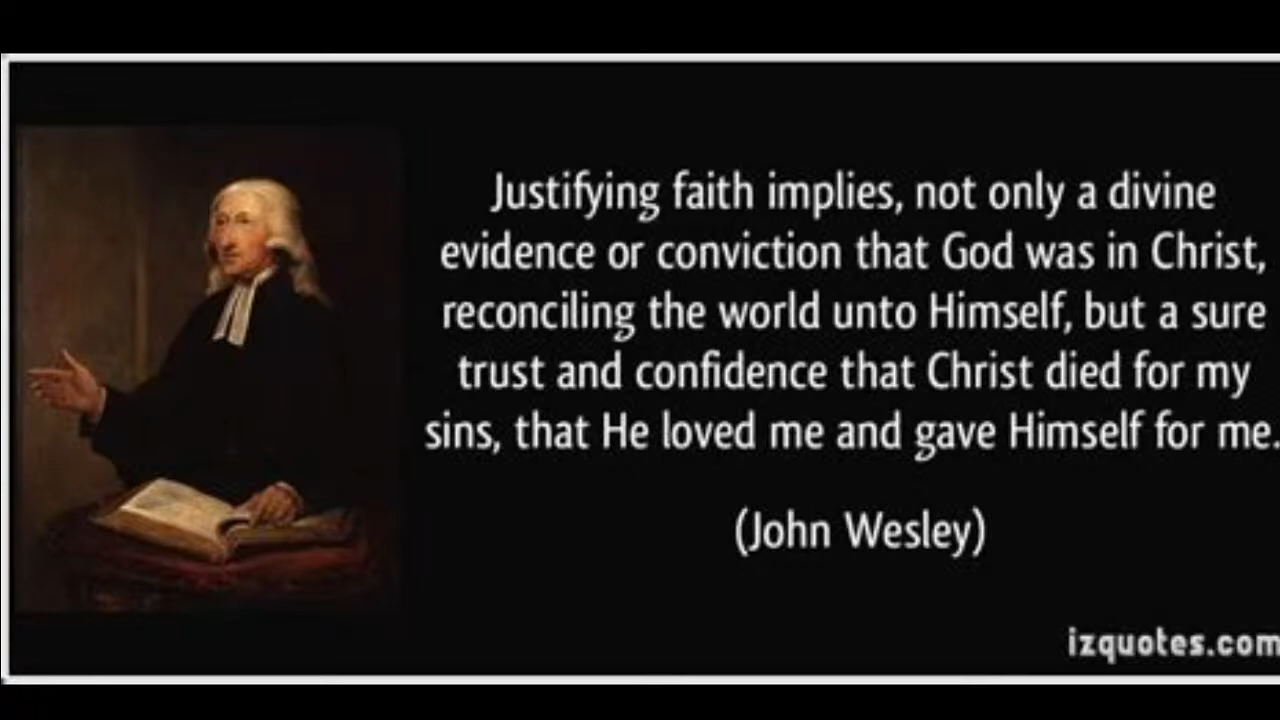 Justifying faith implies, not only a divine
evidence or conviction that God was in Christ,
reconciling the world unto Himself, but a sure
trust and confidence that Christ died for my
sins, that He loved me and gave Himself for me.
(John Wesley)
izquotes.com